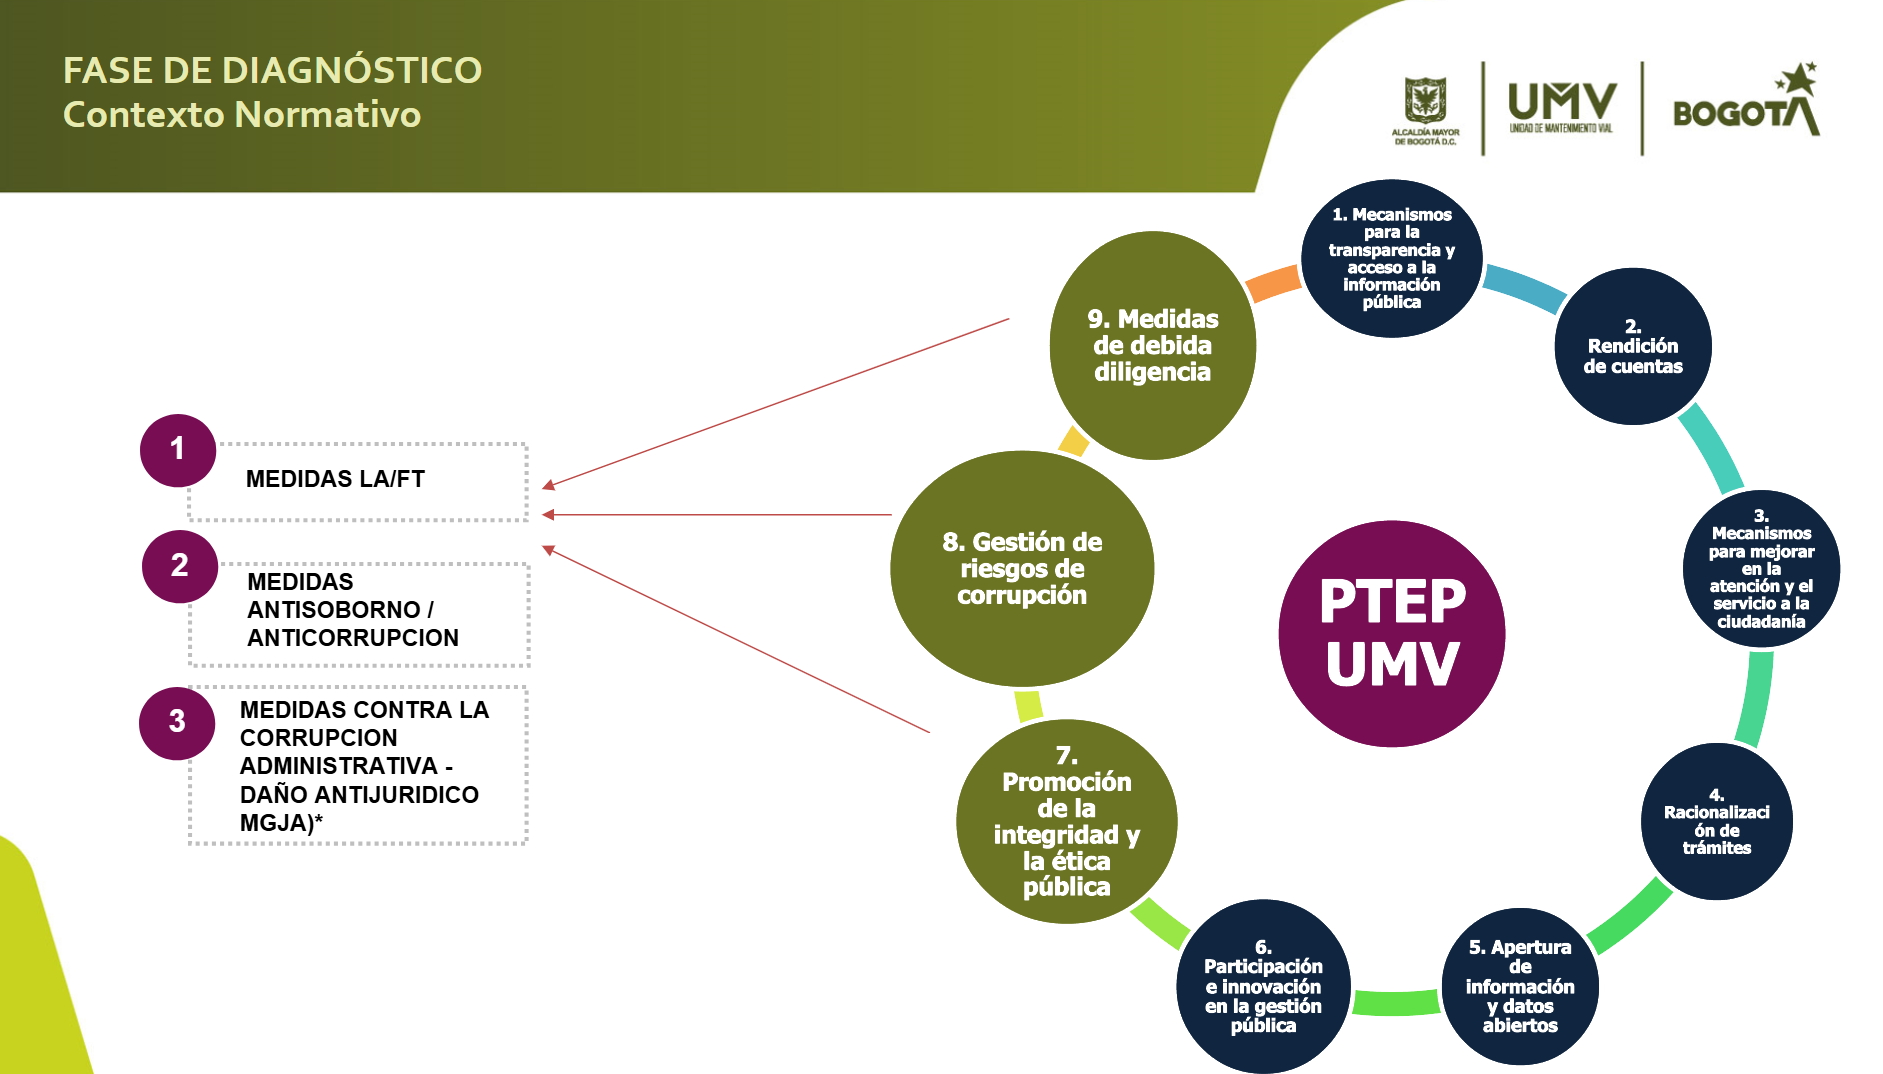 FASE DE DIAGNÓSTICO
Contexto Normativo
ALCALDÍA MAYOR
DE BOGOTÁ D.C.
UMV
UNIDAD DE MANTENIMIENTO VIAL
BOGOTÁ
1
MEDIDAS LA/FT
2
MEDIDAS
ANTISOBORNO /
ANTICORRUPCION
3
MEDIDAS CONTRA LA
CORRUPCION
ADMINISTRATIVA -
DAÑO ANTIJURIDICO
MGJA)*
PTEP
UMV
1. Mecanismos
para la
transparencia y
acceso a la
información
pública
2.
Rendición
de cuentas
3.
Mecanismos
para mejorar
en la
atención y el
servicio a la
ciudadanía
4.
Racionalizaci
ón de
trámites
5. Apertura
de
información
y datos
abiertos
6.
Participación
e innovación
en la gestión
pública
7.
Promoción
de la
integridad y
la ética
pública
8. Gestión de
riesgos de
corrupción
9. Medidas
de debida
diligencia